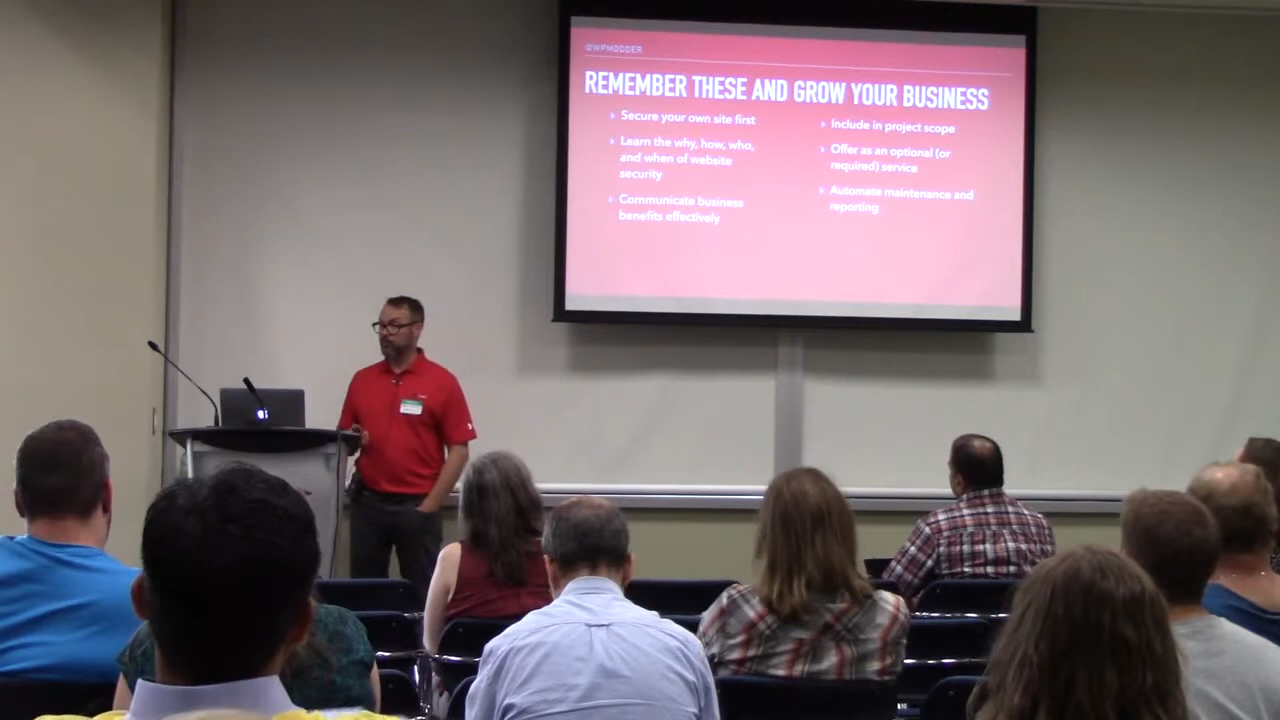 @WPMODDER
REMEMBER THESE AND GROW YOUR BUSINESS
Secure your own site first
Learn the why, how, who,
and when of website
security
Communicate business
benefits effectively
Include in project scope
Offer as an optional (or
required) service
Automate maintenance and
reporting